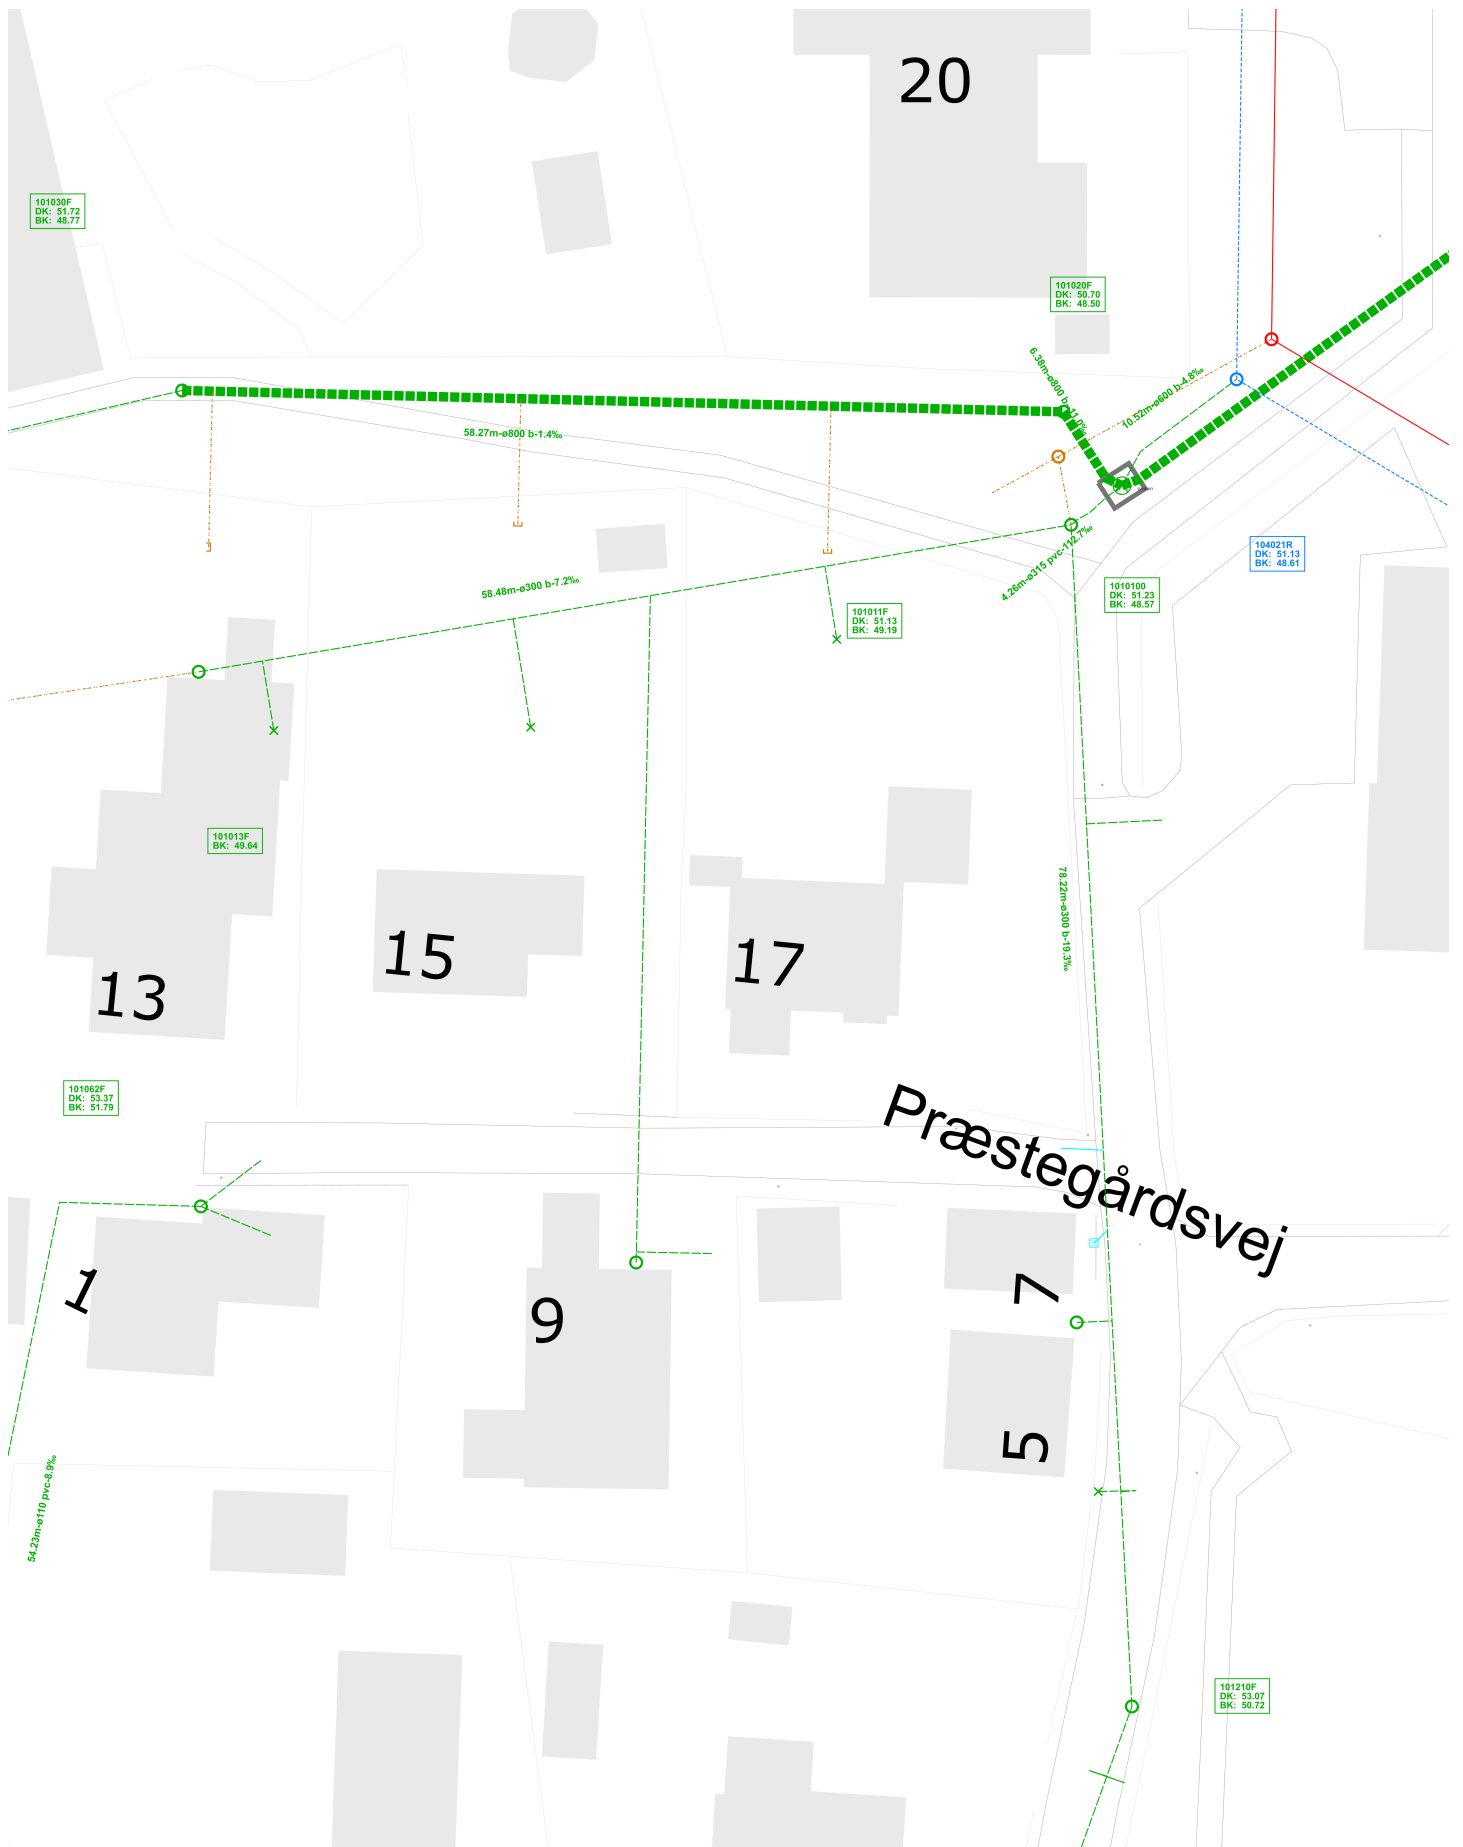 20
101030F
DK: 51.72
BK: 48.77
101020F
DK: 50.70
BK: 48.50
6.38m-ø800 b-11.0‰
10.52m-ø600 b-4.8‰
58.27m-ø800 b-1.4‰
104021R
DK: 51.13
BK: 48.61
4.26m-ø315 pvc-112.7‰
58.48m-ø300 b-7.2‰
1010100
DK: 51.23
BK: 48.57
101011F
DK: 51.13
BK: 49.19
101013F
BK: 49.64
78.22m-ø300 b-19.3‰
13
15
17
101062F
DK: 53.37
BK: 51.79
Præstegårdsvej
1
9
7
5
54.23m-ø110 pvc-8.9‰
101210F
DK: 53.07
BK: 50.72